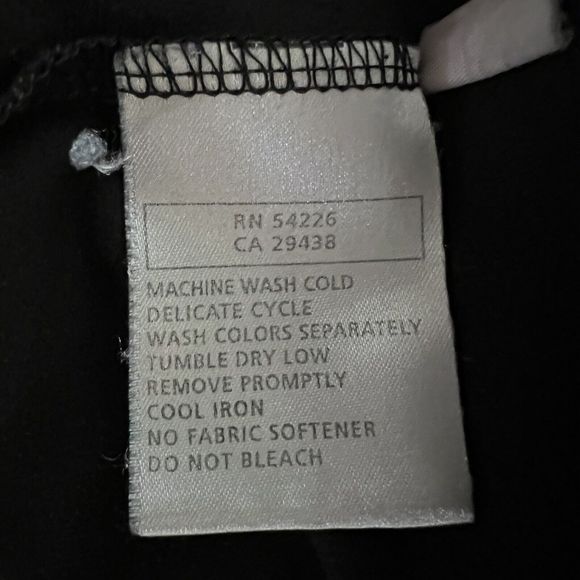 RN 54226
CA 29438
MACHINE WASH COLD
DELICATE CYCLE
WASH COLORS SEPARATELY
TUMBLE DRY LOW
REMOVE PROMPTLY
COOL IRON
NO FABRIC SOFTENER
DO NOT BLEACH